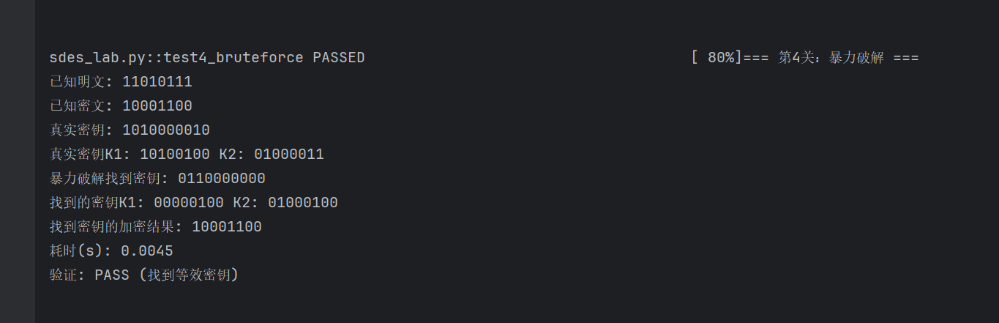 sdes_lab.py::test4_bruteforce PASSED [ 80%]=== 第4关：暴力破解 ===
已知明文: 11010111
已知密文: 10001100
真实密钥: 1010000010
真实密钥K1: 10100100 K2: 01000011
暴力破解找到密钥: 0110000000
找到的密钥K1: 00000100 K2: 01000100
找到密钥的加密结果: 10001100
耗时(s): 0.0045
验证: PASS (找到等效密钥)